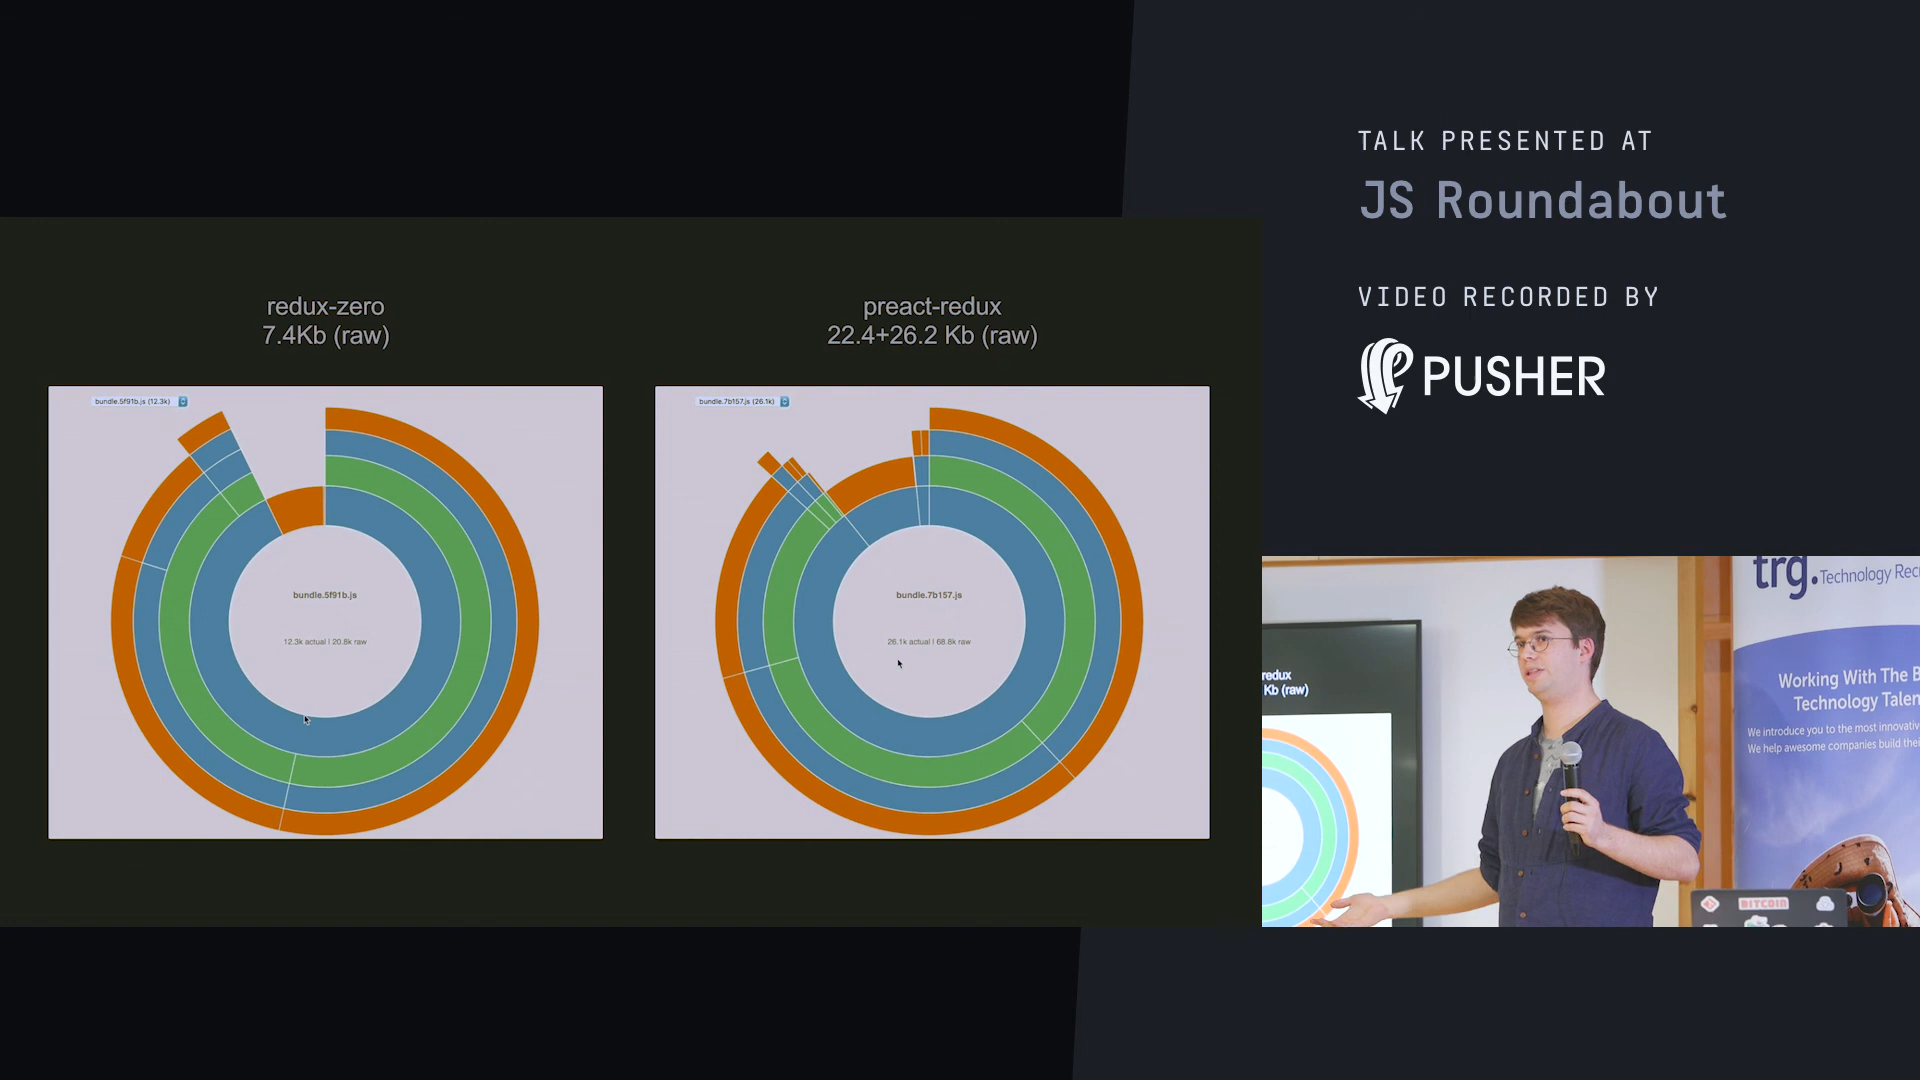 TALK PRESENTED AT
JS Roundabout
VIDEO RECORDED BY
PUSHER
redux-zero
7.4Kb (raw)
preact-redux
22.4+26.2 Kb (raw)
bundle.5f91b.js (12.3k)
bundle.5f91b.js
12.3k actual | 20.8k raw
bundle.7b157.js (26.1k)
bundle.7b157.js
26.1k actual | 68.8k raw
redux
Kb (raw)
trg. Technology Rec
Working With The B
Technology Talen
We introduce you to the most innovativ
We help awesome companies build thei
BITCOIN